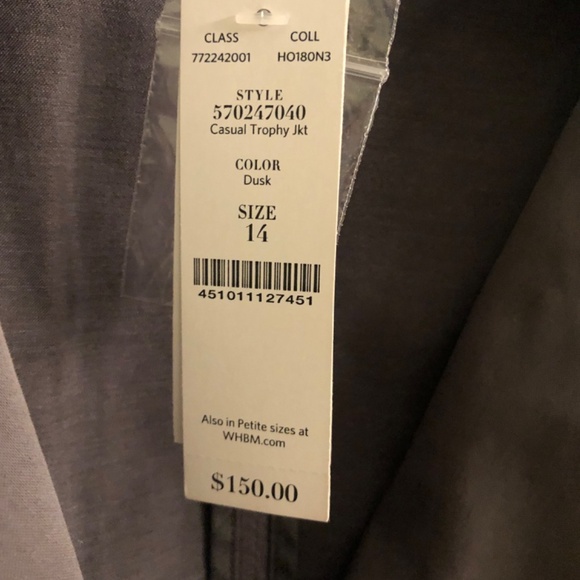 CLASS COLL
772242001 HO180N3
STYLE
570247040
Casual Trophy Jkt
COLOR
Dusk
SIZE
14
451011127451
Also in Petite sizes at
WHBM.com
$150.00